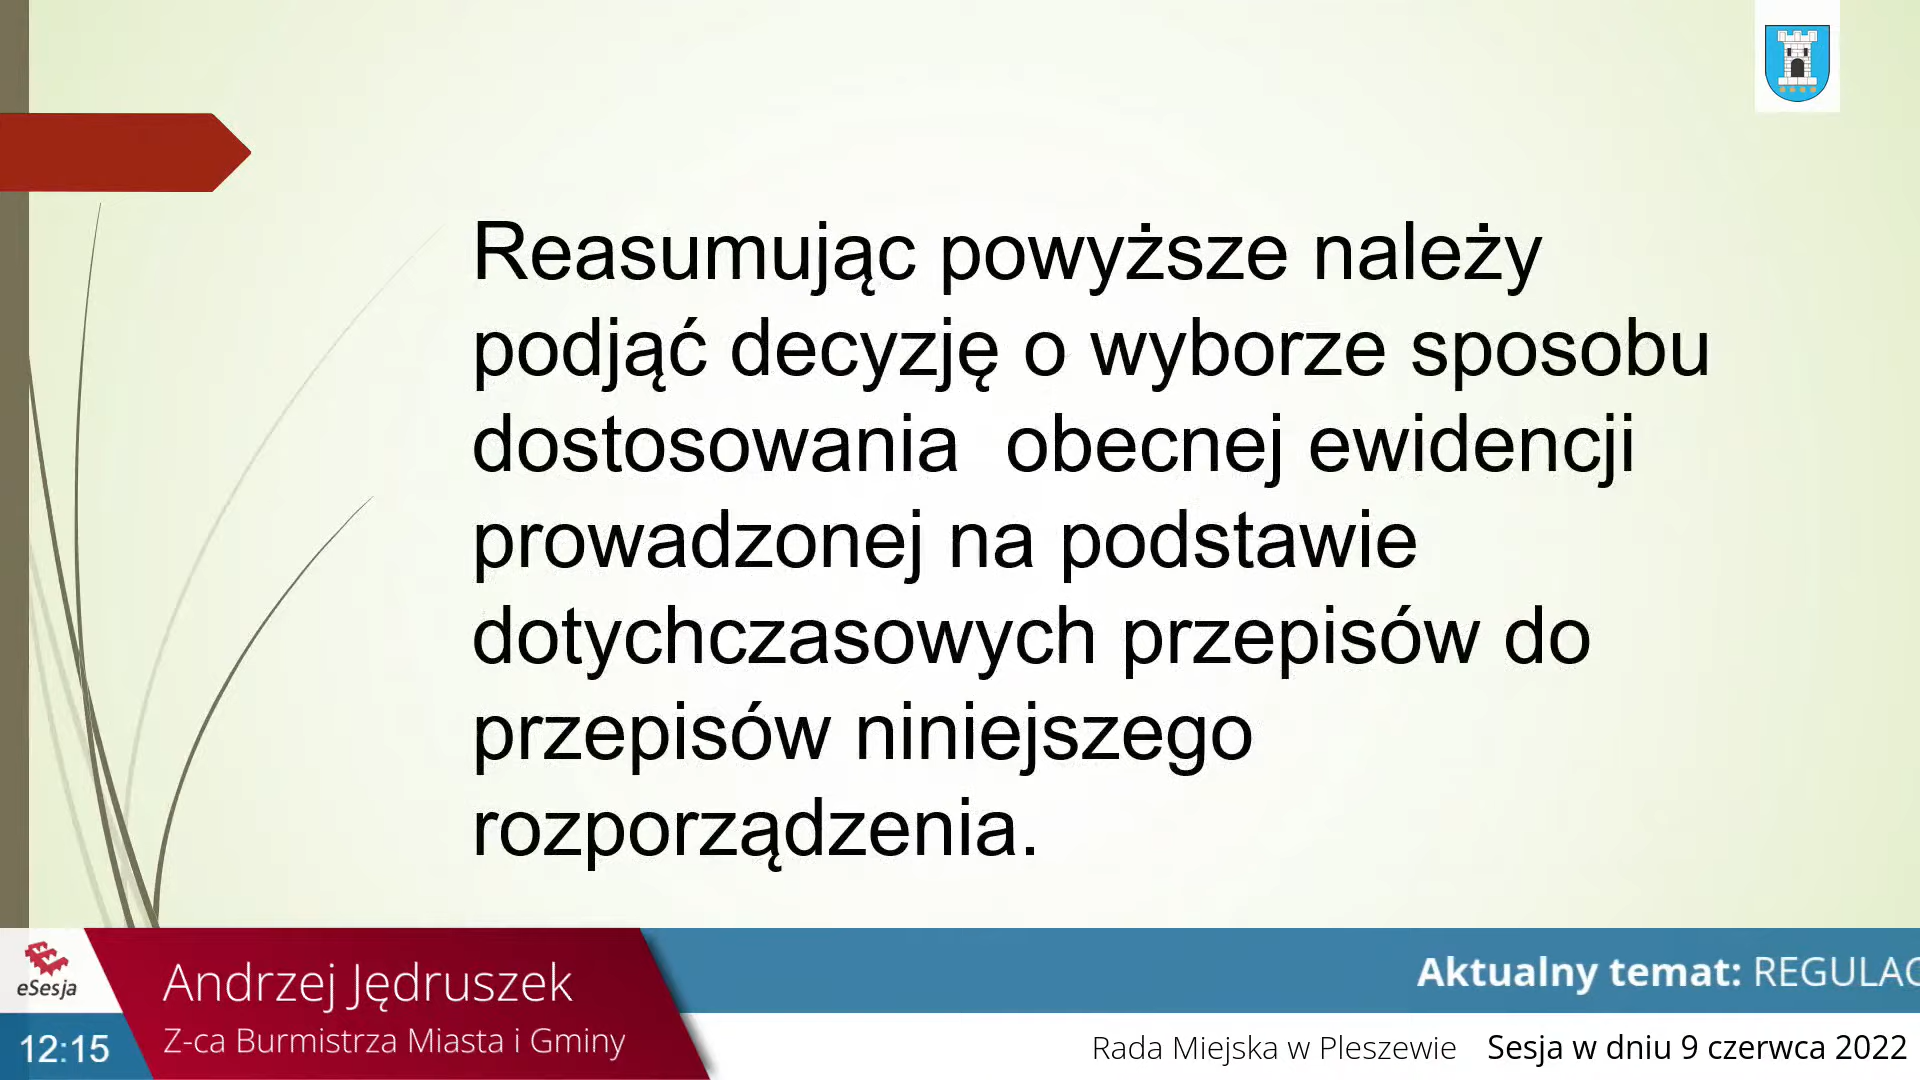 Reasumując powyższe należy
podjąć decyzję o wyborze sposobu
dostosowania  obecnej ewidencji
prowadzonej na podstawie
dotychczasowych przepisów do
przepisów niniejszego
rozporządzenia.
eSesja
Andrzej Jędruszek
Z-ca Burmistrza Miasta i Gminy
12:15
Aktualny temat: REGULAC
Rada Miejska w Pleszewie Sesja w dniu 9 czerwca 2022